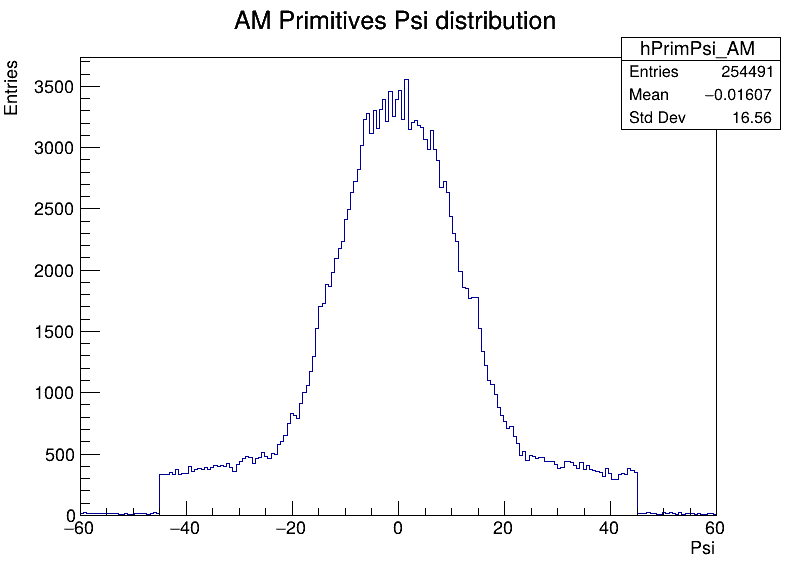 AM Primitives Psi distribution
hPrimPsi_AM
Entries 254491
Mean −0.01607
Std Dev 16.56
Entries
3500
3000
2500
2000
1500
1000
500
0
−60 −40 −20 0 20 40 60
Psi